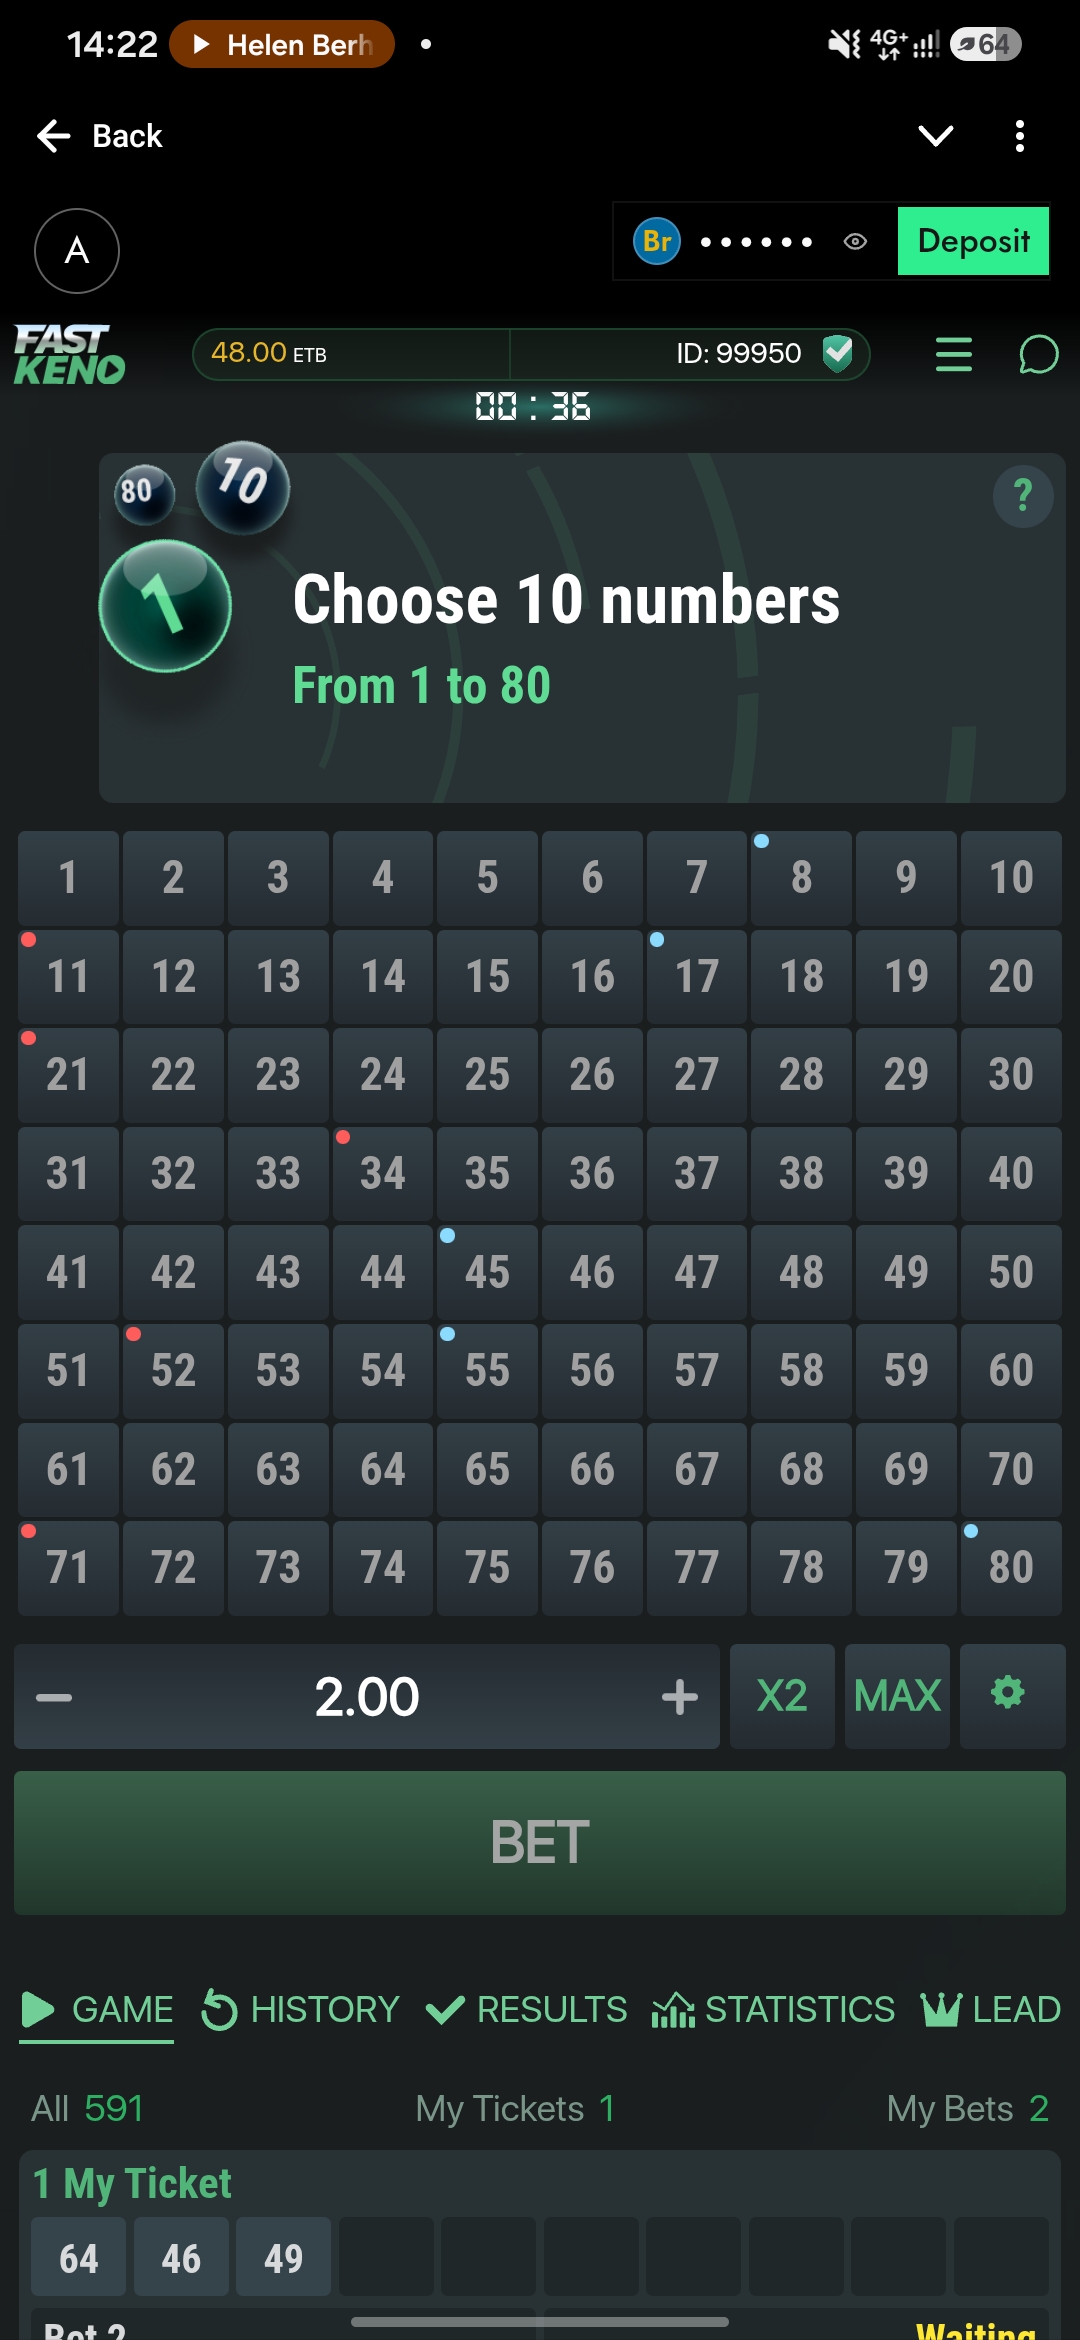 14:22 Helen Berh 4G+ 64
Back
A Br Deposit
FAST KENO 48.00 ETB ID: 99950
00 : 36
80 10 ?
1 Choose 10 numbers
From 1 to 80
1 2 3 4 5 6 7 8 9 10
11 12 13 14 15 16 17 18 19 20
21 22 23 24 25 26 27 28 29 30
31 32 33 34 35 36 37 38 39 40
41 42 43 44 45 46 47 48 49 50
51 52 53 54 55 56 57 58 59 60
61 62 63 64 65 66 67 68 69 70
71 72 73 74 75 76 77 78 79 80
2.00 X2 MAX
BET
GAME HISTORY RESULTS STATISTICS LEAD
All 591 My Tickets 1 My Bets 2
1 My Ticket
64 46 49
Bet 2 Waiting